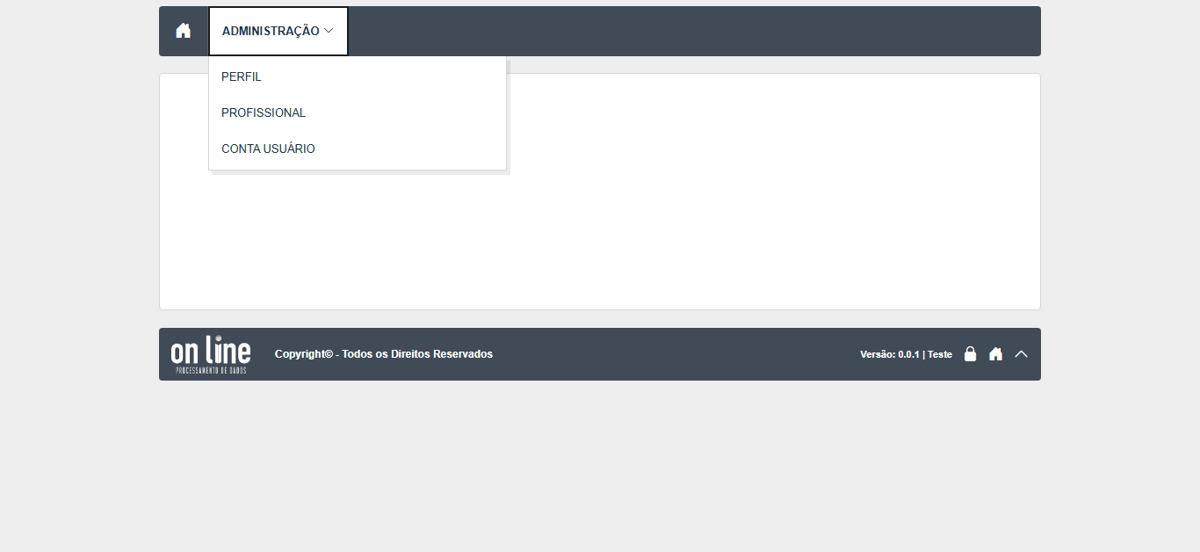 ADMINISTRAÇÃO
PERFIL
PROFISSIONAL
CONTA USUÁRIO
on line
PROCESSAMENTO DE DADOS
Copyright© - Todos os Direitos Reservados
Versão: 0.0.1 | Teste